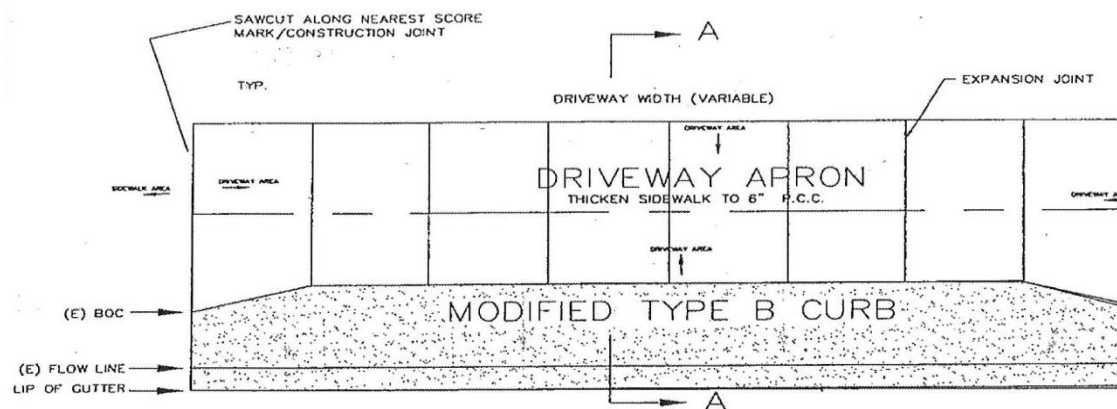 SAWCUT ALONG NEAREST SCORE
MARK/CONSTRUCTION JOINT
A
TYP.
EXPANSION JOINT
DRIVEWAY WIDTH (VARIABLE)
DRIVEWAY AREA
DRIVEWAY APRON
SIDEWALK AREA
DRIVEWAY AREA
THICKEN SIDEWALK TO 6" P.C.C.
DRIVEWAY A
DRIVEWAY AREA
(E) BOC
MODIFIED TYPE B CURB
(E) FLOW LINE
LIP OF GUTTER
A